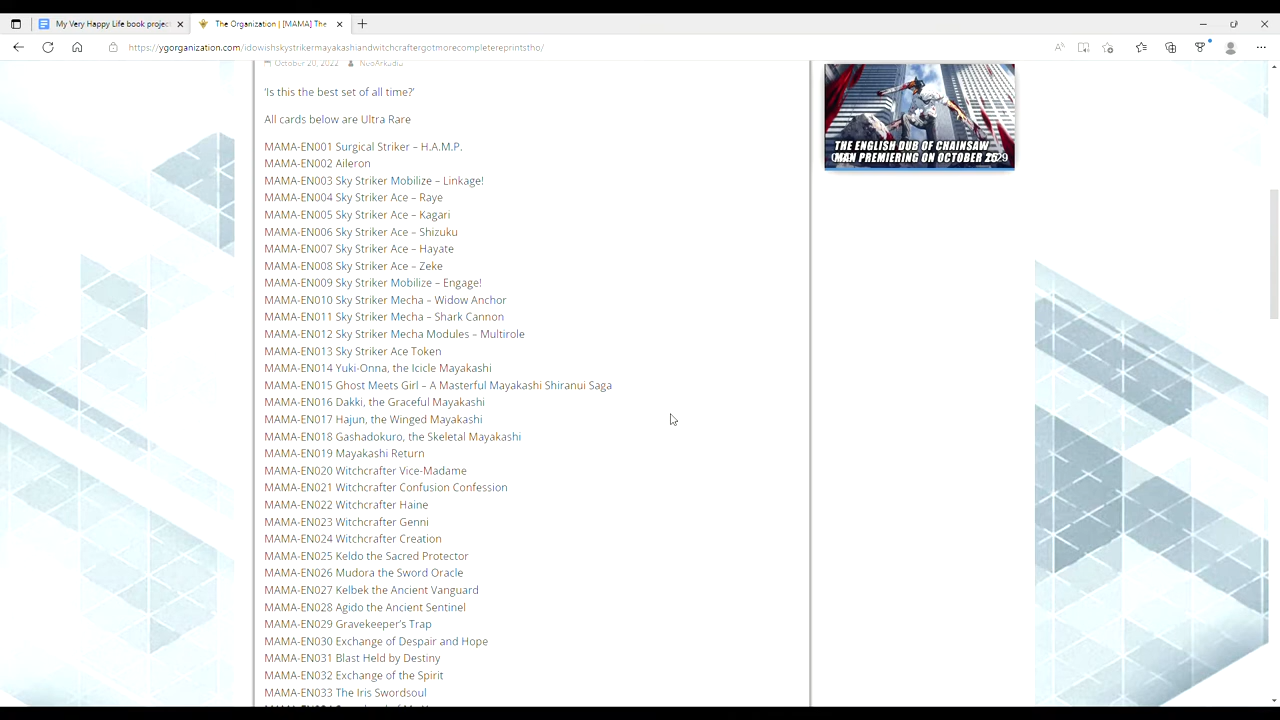 My Very Happy Life book projec
The Organization | [MAMA] The
https://ygorganization.com/idowishskystrikermayakashiandwitchcraftergotmorecompletereprintstho/
October 20, 2022 NuoArkadia
'Is this the best set of all time?'
All cards below are Ultra Rare
MAMA-EN001 Surgical Striker – H.A.M.P.
MAMA-EN002 Aileron
MAMA-EN003 Sky Striker Mobilize – Linkage!
MAMA-EN004 Sky Striker Ace – Raye
MAMA-EN005 Sky Striker Ace – Kagari
MAMA-EN006 Sky Striker Ace – Shizuku
MAMA-EN007 Sky Striker Ace – Hayate
MAMA-EN008 Sky Striker Ace – Zeke
MAMA-EN009 Sky Striker Mobilize – Engage!
MAMA-EN010 Sky Striker Mecha – Widow Anchor
MAMA-EN011 Sky Striker Mecha – Shark Cannon
MAMA-EN012 Sky Striker Mecha Modules – Multirole
MAMA-EN013 Sky Striker Ace Token
MAMA-EN014 Yuki-Onna, the Icicle Mayakashi
MAMA-EN015 Ghost Meets Girl – A Masterful Mayakashi Shiranui Saga
MAMA-EN016 Dakki, the Graceful Mayakashi
MAMA-EN017 Hajun, the Winged Mayakashi
MAMA-EN018 Gashadokuro, the Skeletal Mayakashi
MAMA-EN019 Mayakashi Return
MAMA-EN020 Witchcrafter Vice-Madame
MAMA-EN021 Witchcrafter Confusion Confession
MAMA-EN022 Witchcrafter Haine
MAMA-EN023 Witchcrafter Genni
MAMA-EN024 Witchcrafter Creation
MAMA-EN025 Keldo the Sacred Protector
MAMA-EN026 Mudora the Sword Oracle
MAMA-EN027 Kelbek the Ancient Vanguard
MAMA-EN028 Agido the Ancient Sentinel
MAMA-EN029 Gravekeeper's Trap
MAMA-EN030 Exchange of Despair and Hope
MAMA-EN031 Blast Held by Destiny
MAMA-EN032 Exchange of the Spirit
MAMA-EN033 The Iris Swordsoul
THE ENGLISH DUB OF CHAINSAW
MAN PREMIERING ON OCTOBER